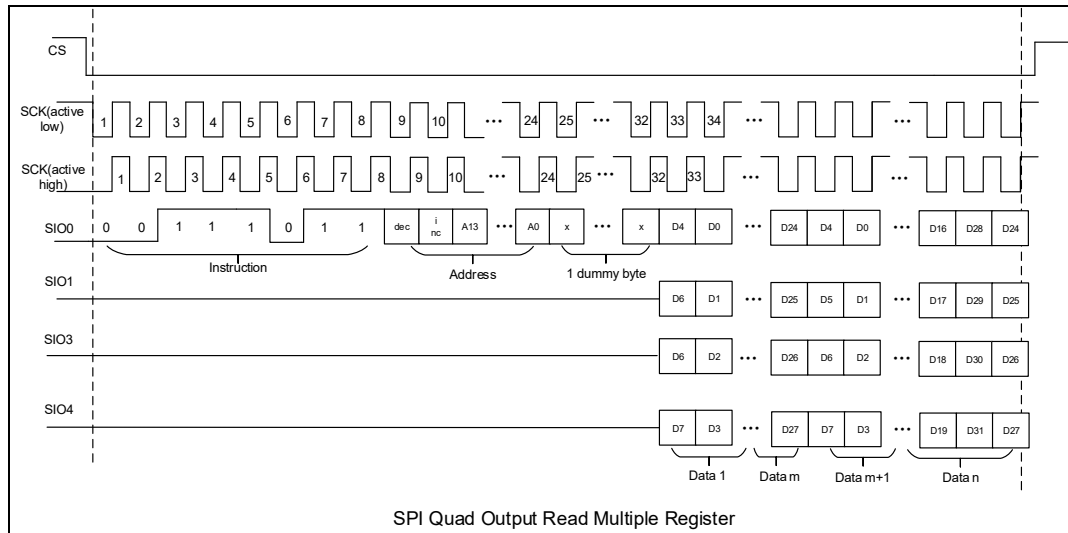 CS
SCK(active low)
1 2 3 4 5 6 7 8 9 10 ••• 24 25 ••• 32 33 34 ••• •••
SCK(active high)
1 2 3 4 5 6 7 8 9 10 ••• 24 25 ••• 32 33 ••• •••
SIO0
0 0 1 1 1 0 1 1 dec i nc A13 ••• A0 x ••• x D4 D0 ••• D24 D4 D0 ••• D16 D28 D24
Instruction Address 1 dummy byte
SIO1
D6 D1 ••• D25 D5 D1 ••• D17 D29 D25
SIO3
D6 D2 ••• D26 D6 D2 ••• D18 D30 D26
SIO4
D7 D3 ••• D27 D7 D3 ••• D19 D31 D27
Data 1 Data m Data m+1 Data n
SPI Quad Output Read Multiple Register